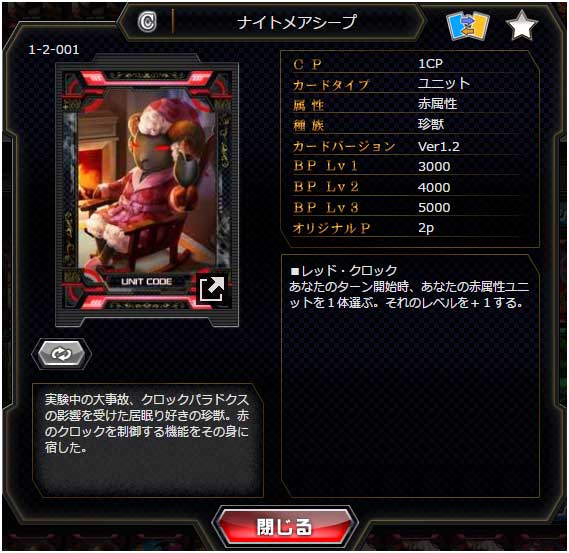 C
ナイトメアシープ
1-2-001
UNIT CODE
ＣＰ 1CP
カードタイプ ユニット
属性 赤属性
種族 珍獣
カードバージョン Ver1.2
ＢＰ Ｌｖ１ 3000
ＢＰ Ｌｖ２ 4000
ＢＰ Ｌｖ３ 5000
オリジナルＰ 2p
■レッド・クロック
あなたのターン開始時、あなたの赤属性ユニ
ットを１体選ぶ。それのレベルを＋１する。
実験中の大事故、クロックパラドクス
の影響を受けた居眠り好きの珍獣。赤
のクロックを制御する機能をその身に
宿した。
閉じる